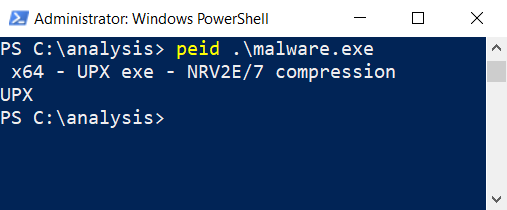 Administrator: Windows PowerShell
PS C:\analysis> peid .\malware.exe
 x64 - UPX exe - NRV2E/7 compression
UPX
PS C:\analysis>